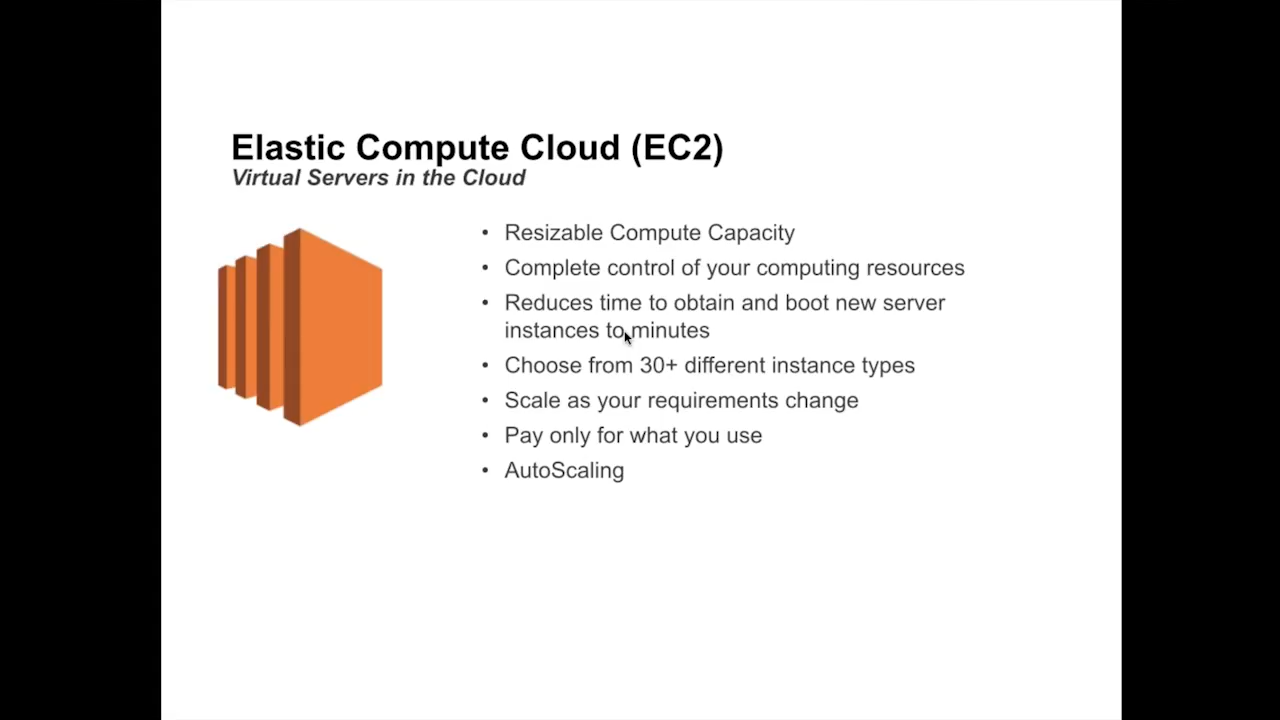 Elastic Compute Cloud (EC2)
Virtual Servers in the Cloud
• Resizable Compute Capacity
• Complete control of your computing resources
• Reduces time to obtain and boot new server
instances to minutes
• Choose from 30+ different instance types
• Scale as your requirements change
• Pay only for what you use
• AutoScaling